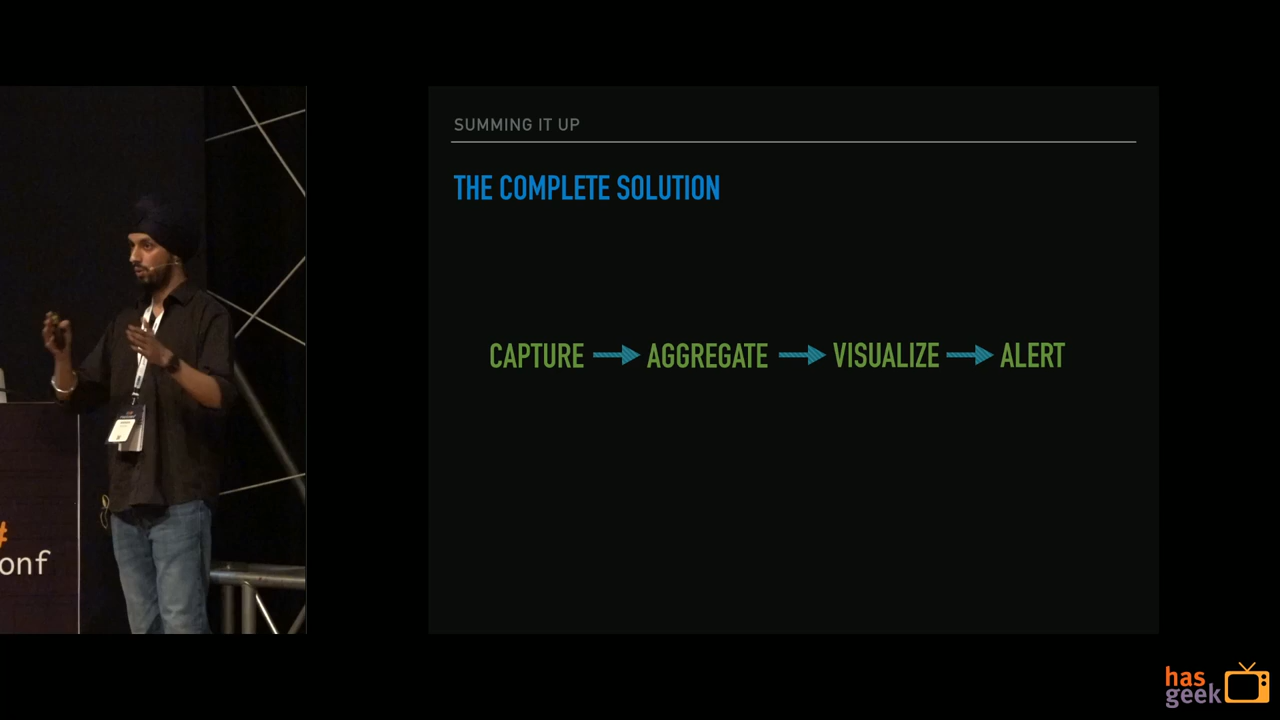 SUMMING IT UP
THE COMPLETE SOLUTION
CAPTURE AGGREGATE VISUALIZE ALERT
#
onf
has
geek